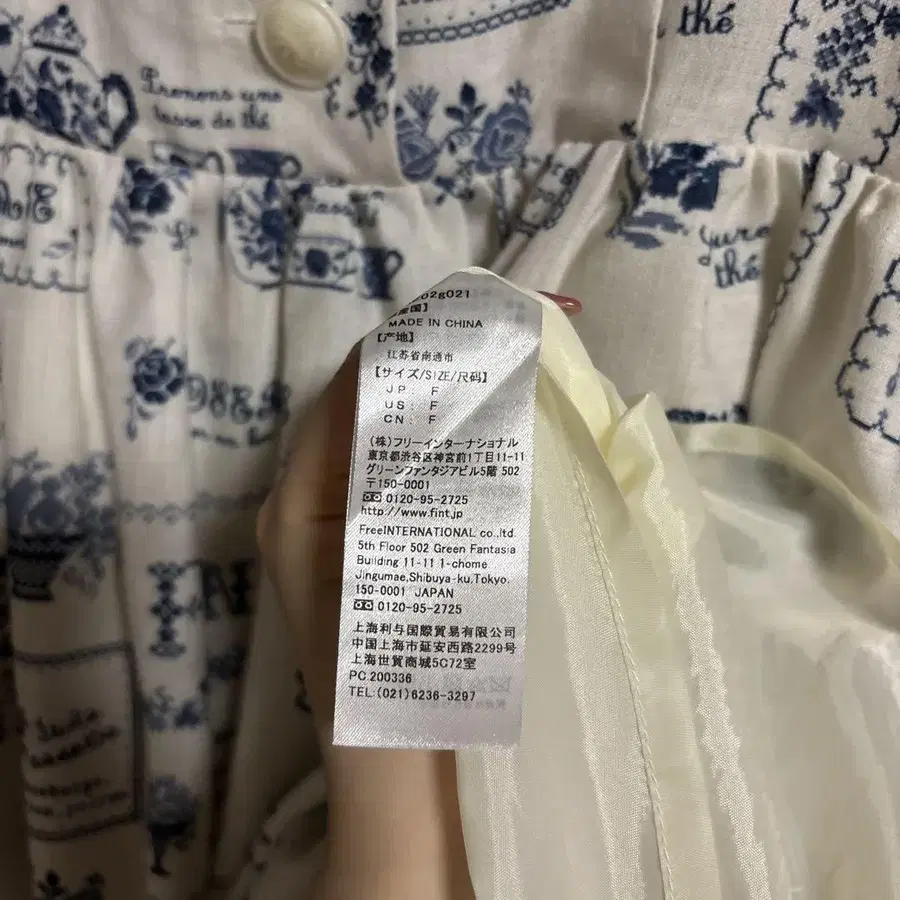 thé
Prenons une
tasse de thé
thé
02g021
MADE IN CHINA
【产地】
江苏省南通市
【サイズ/SIZE/尺码】
JP: F
US: F
CN: F
(株)フリーインターナショナル
東京都渋谷区神宮前1丁目11-11
グリーンファンタジアビル5階 502
〒150-0001
0120-95-2725
http://www.fint.jp
FreeINTERNATIONAL co.,ltd.
5th Floor 502 Green Fantasia
Building 11-11 1-chome
Jingumae,Shibuya-ku,Tokyo.
150-0001 JAPAN
0120-95-2725
上海利与国際貿易有限公司
中国上海市延安西路2299号
上海世貿商城5C72室
PC 200336
TEL:(021)6236-3297